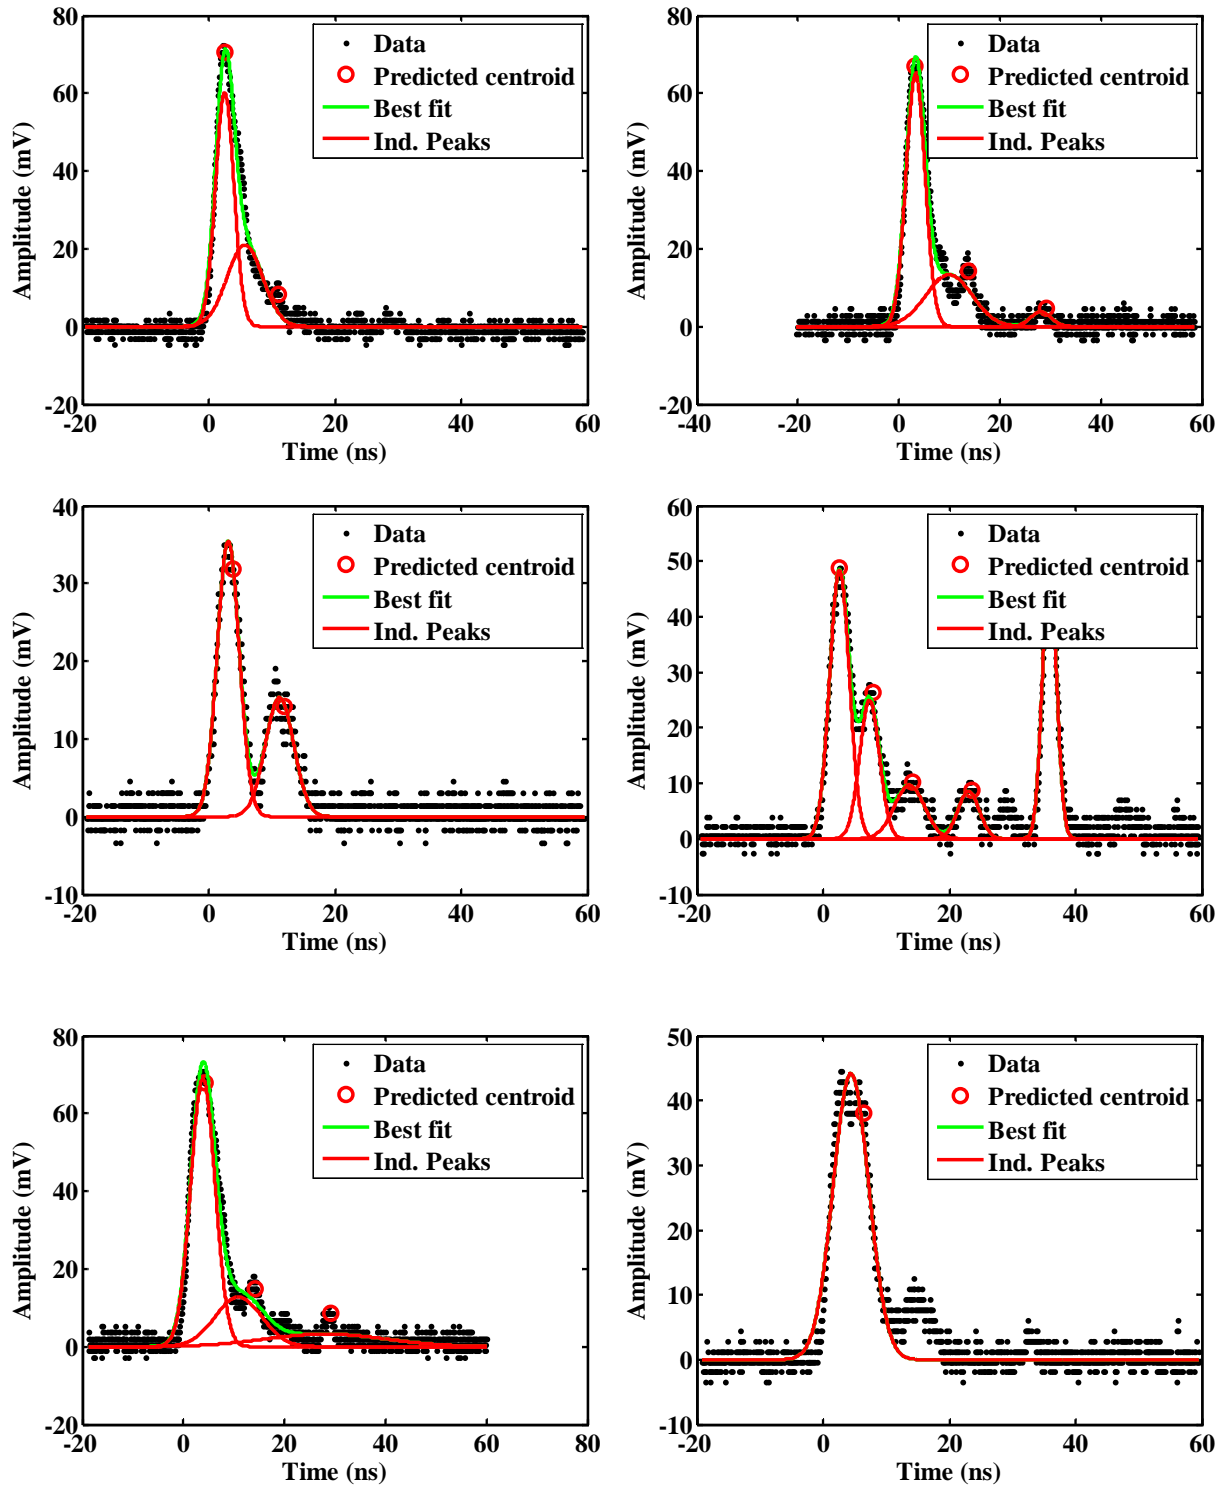 80
60
40
20
0
-20
Amplitude (mV)
-20 0 20 40 60
Time (ns)
Data
Predicted centroid
Best fit
Ind. Peaks
80
60
40
20
0
-20
Amplitude (mV)
-40 -20 0 20 40 60
Time (ns)
Data
Predicted centroid
Best fit
Ind. Peaks
40
30
20
10
0
-10
Amplitude (mV)
-20 0 20 40 60
Time (ns)
Data
Predicted centroid
Best fit
Ind. Peaks
60
50
40
30
20
10
0
-10
Amplitude (mV)
-20 0 20 40 60
Time (ns)
Data
Predicted centroid
Best fit
Ind. Peaks
80
60
40
20
0
-20
Amplitude (mV)
-20 0 20 40 60 80
Time (ns)
Data
Predicted centroid
Best fit
Ind. Peaks
50
40
30
20
10
0
-10
Amplitude (mV)
-20 0 20 40 60
Time (ns)
Data
Predicted centroid
Best fit
Ind. Peaks